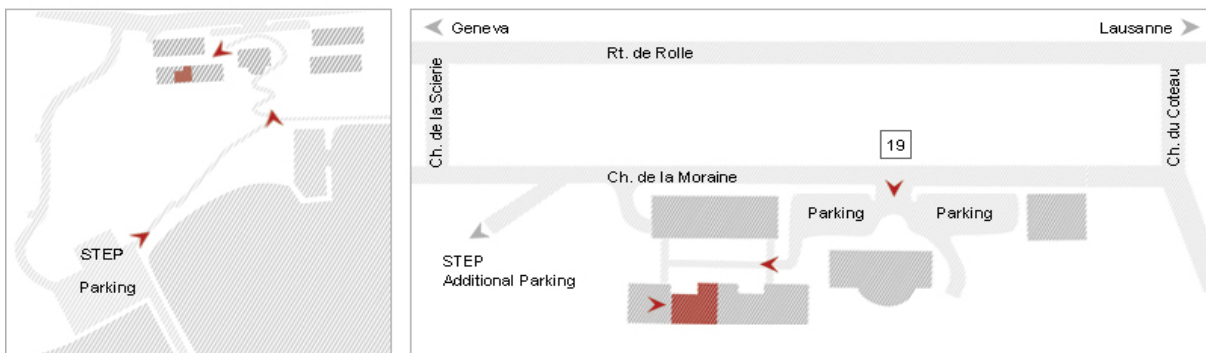 STEP
Parking
Geneva
Lausanne
Rt. de Rolle
Ch. de la Scierie
Ch. du Coteau
19
Ch. de la Moraine
Parking
Parking
STEP
Additional Parking